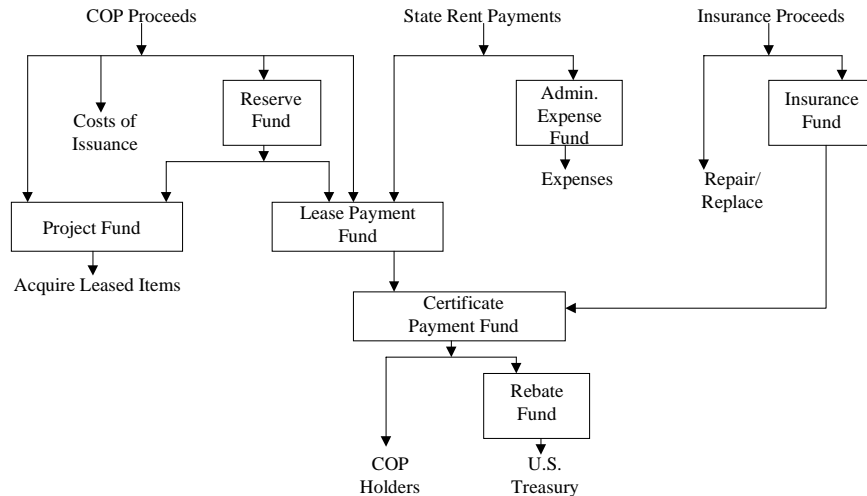 COP Proceeds
State Rent Payments
Insurance Proceeds
Costs of
Issuance
Reserve
Fund
Admin.
Expense
Fund
Insurance
Fund
Expenses
Repair/
Replace
Project Fund
Lease Payment
Fund
Acquire Leased Items
Certificate
Payment Fund
Rebate
Fund
COP
Holders
U.S.
Treasury